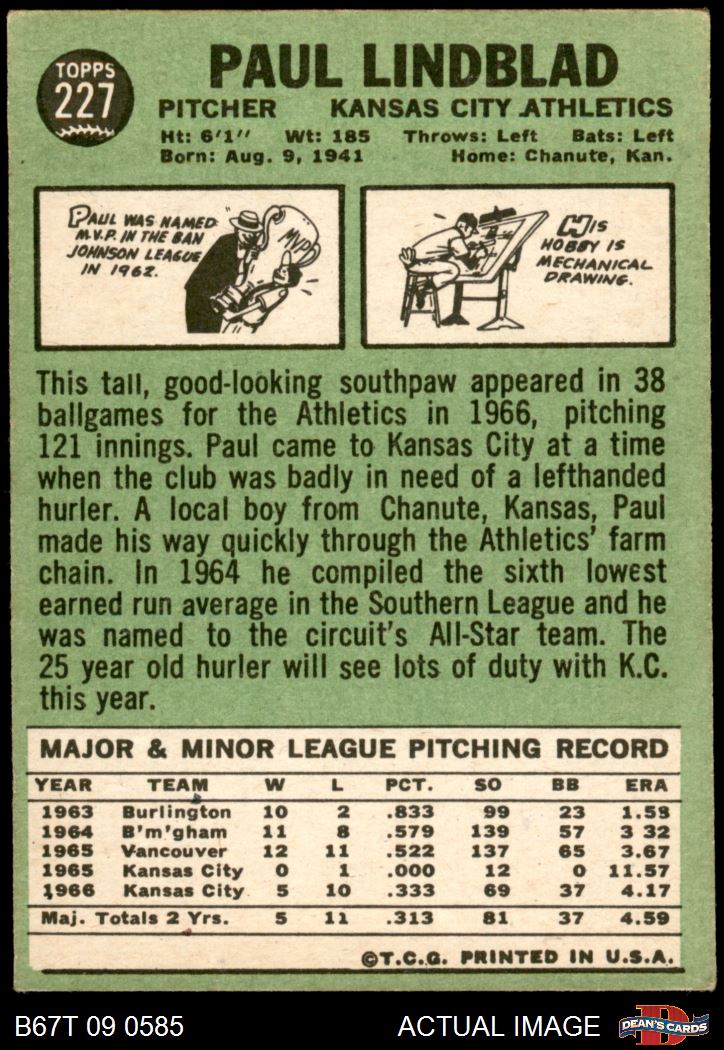 TOPPS
227
PAUL LINDBLAD
PITCHER KANSAS CITY ATHLETICS
Ht: 6'1" Wt: 185 Throws: Left Bats: Left
Born: Aug. 9, 1941 Home: Chanute, Kan.
PAUL WAS NAMED
M.V.P. IN THE BAN
JOHNSON LEAGUE
IN 1962.
MVP
HIS
HOBBY IS
MECHANICAL
DRAWING.
This tall, good-looking southpaw appeared in 38
ballgames for the Athletics in 1966, pitching
121 innings. Paul came to Kansas City at a time
when the club was badly in need of a lefthanded
hurler. A local boy from Chanute, Kansas, Paul
made his way quickly through the Athletics' farm
chain. In 1964 he compiled the sixth lowest
earned run average in the Southern League and he
was named to the circuit's All-Star team. The
25 year old hurler will see lots of duty with K.C.
this year.
MAJOR & MINOR LEAGUE PITCHING RECORD
YEAR TEAM W L PCT. SO BB ERA
1963 Burlington 10 2 .833 99 23 1.58
1964 B'm'gham 11 8 .579 139 57 3 32
1965 Vancouver 12 11 .522 137 65 3.67
1965 Kansas City 0 1 .000 12 0 11.57
1966 Kansas City 5 10 .333 69 37 4.17
Maj. Totals 2 Yrs. 5 11 .313 81 37 4.59
©T.C.G. PRINTED IN U.S.A.
B67T 09 0585 ACTUAL IMAGE
D
DEAN'S CARDS